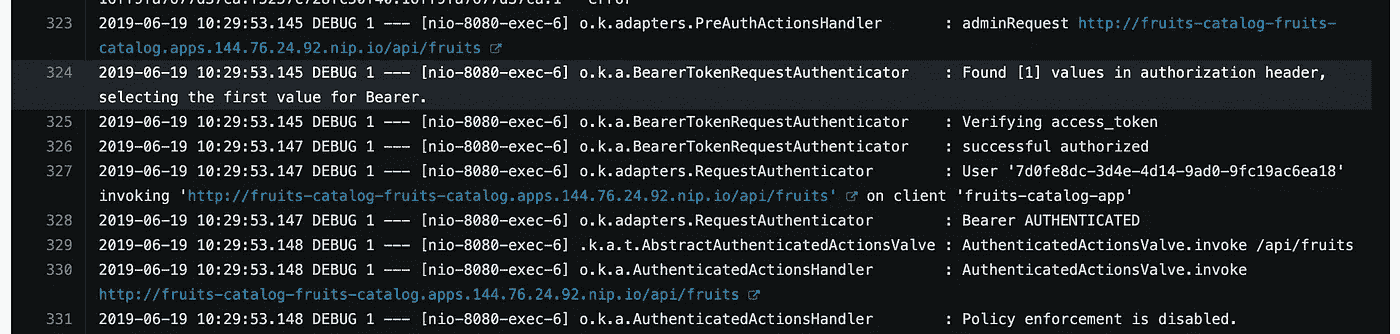 323 2019-06-19 10:29:53.145 DEBUG 1 --- [nio-8080-exec-6] o.k.adapters.PreAuthActionsHandler : adminRequest http://fruits-catalog-fruits-
catalog.apps.144.76.24.92.nip.io/api/fruits
324 2019-06-19 10:29:53.145 DEBUG 1 --- [nio-8080-exec-6] o.k.a.BearerTokenRequestAuthenticator : Found [1] values in authorization header,
selecting the first value for Bearer.
325 2019-06-19 10:29:53.145 DEBUG 1 --- [nio-8080-exec-6] o.k.a.BearerTokenRequestAuthenticator : Verifying access_token
326 2019-06-19 10:29:53.147 DEBUG 1 --- [nio-8080-exec-6] o.k.a.BearerTokenRequestAuthenticator : successful authorized
327 2019-06-19 10:29:53.147 DEBUG 1 --- [nio-8080-exec-6] o.k.adapters.RequestAuthenticator : User '7d0fe8dc-3d4e-4d14-9ad0-9fc19ac6ea18'
invoking 'http://fruits-catalog-fruits-catalog.apps.144.76.24.92.nip.io/api/fruits' on client 'fruits-catalog-app'
328 2019-06-19 10:29:53.147 DEBUG 1 --- [nio-8080-exec-6] o.k.adapters.RequestAuthenticator : Bearer AUTHENTICATED
329 2019-06-19 10:29:53.148 DEBUG 1 --- [nio-8080-exec-6] .k.a.t.AbstractAuthenticatedActionsValve : AuthenticatedActionsValve.invoke /api/fruits
330 2019-06-19 10:29:53.148 DEBUG 1 --- [nio-8080-exec-6] o.k.a.AuthenticatedActionsHandler : AuthenticatedActionsValve.invoke
http://fruits-catalog-fruits-catalog.apps.144.76.24.92.nip.io/api/fruits
331 2019-06-19 10:29:53.148 DEBUG 1 --- [nio-8080-exec-6] o.k.a.AuthenticatedActionsHandler : Policy enforcement is disabled.